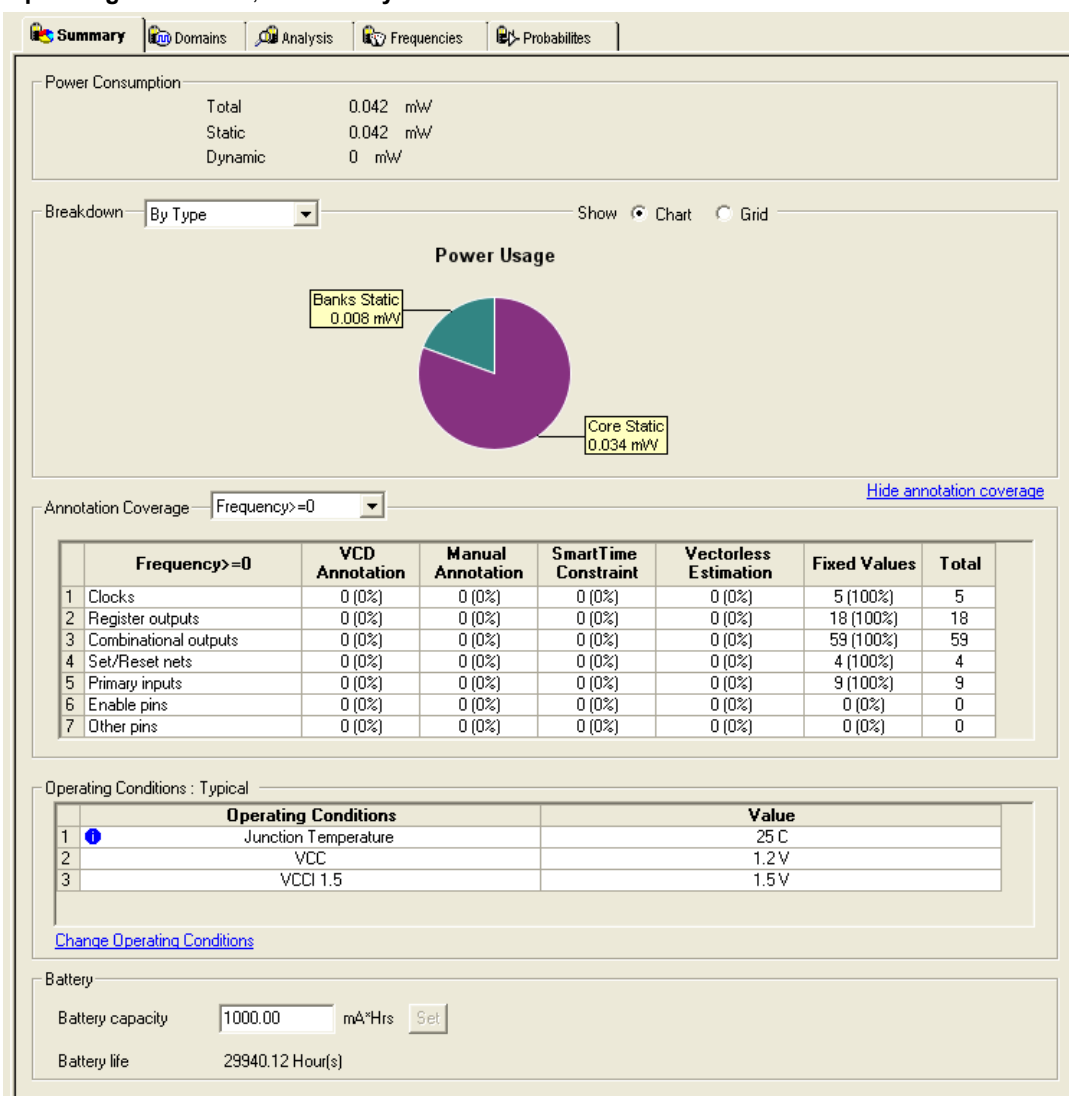 Summary Domains Analysis Frequencies Probabilites
Power Consumption
Total 0.042 mW
Static 0.042 mW
Dynamic 0 mW
Breakdown By Type Show Chart Grid
Power Usage
Banks Static
0.008 mW
Core Static
0.034 mW
Hide annotation coverage
Annotation Coverage Frequency>=0
Frequency>=0 VCD Annotation Manual Annotation SmartTime Constraint Vectorless Estimation Fixed Values Total
1 Clocks 0 (0%) 0 (0%) 0 (0%) 0 (0%) 5 (100%) 5
2 Register outputs 0 (0%) 0 (0%) 0 (0%) 0 (0%) 18 (100%) 18
3 Combinational outputs 0 (0%) 0 (0%) 0 (0%) 0 (0%) 59 (100%) 59
4 Set/Reset nets 0 (0%) 0 (0%) 0 (0%) 0 (0%) 4 (100%) 4
5 Primary inputs 0 (0%) 0 (0%) 0 (0%) 0 (0%) 9 (100%) 9
6 Enable pins 0 (0%) 0 (0%) 0 (0%) 0 (0%) 0 (0%) 0
7 Other pins 0 (0%) 0 (0%) 0 (0%) 0 (0%) 0 (0%) 0
Operating Conditions : Typical
Operating Conditions Value
1 Junction Temperature 25 C
2 VCC 1.2 V
3 VCCI 1.5 1.5 V
Change Operating Conditions
Battery
Battery capacity 1000.00 mA*Hrs Set
Battery life 29940.12 Hour(s)